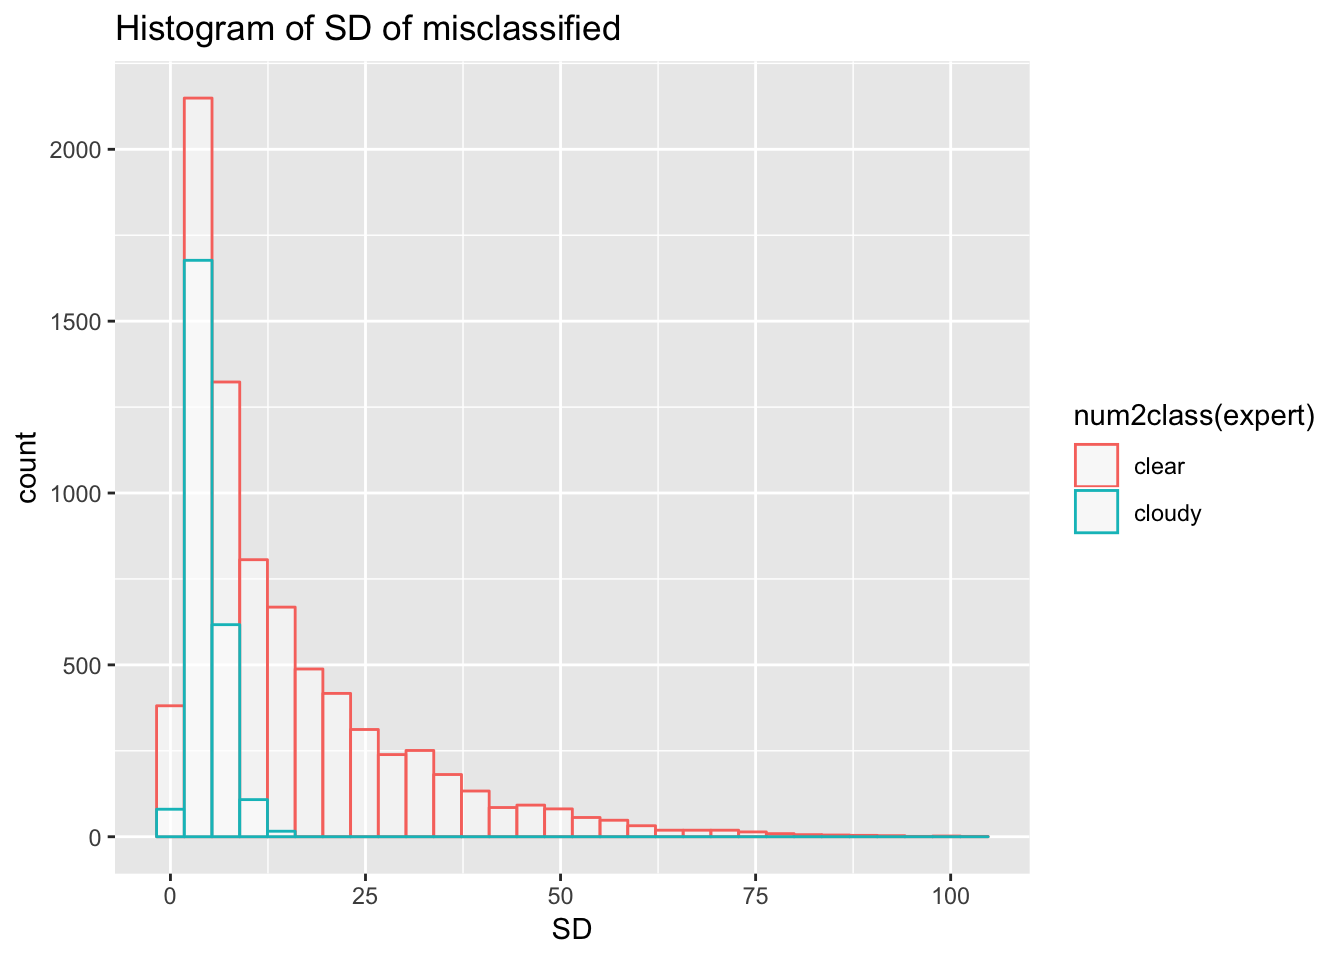 Histogram of SD of misclassified
2000
1500
1000
500
0
count
0 25 50 75 100
SD
num2class(expert)
clear
cloudy